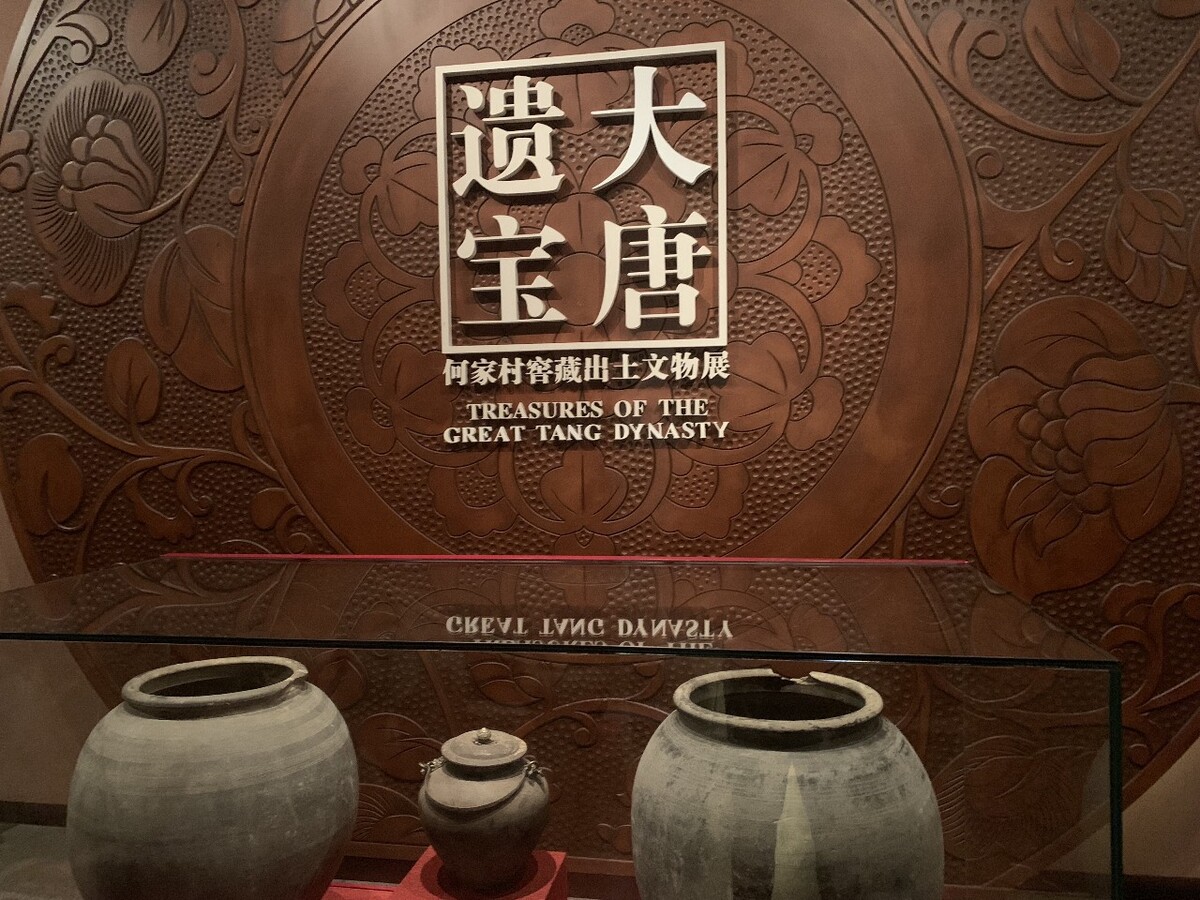 大唐
遗宝
何家村窖藏出土文物展
TREASURES OF THE
GREAT TANG DYNASTY